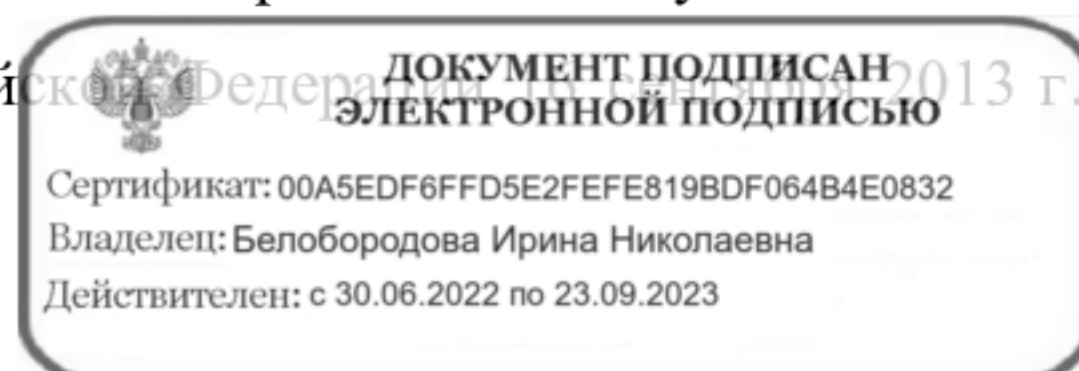 ДОКУМЕНТ ПОДПИСАН
йской Федерации 16 сентября 2013 г.
ЭЛЕКТРОННОЙ ПОДПИСЬЮ
Сертификат: 00A5EDF6FFD5E2FEFE819BDF064B4E0832
Владелец: Белобородова Ирина Николаевна
Действителен: с 30.06.2022 по 23.09.2023